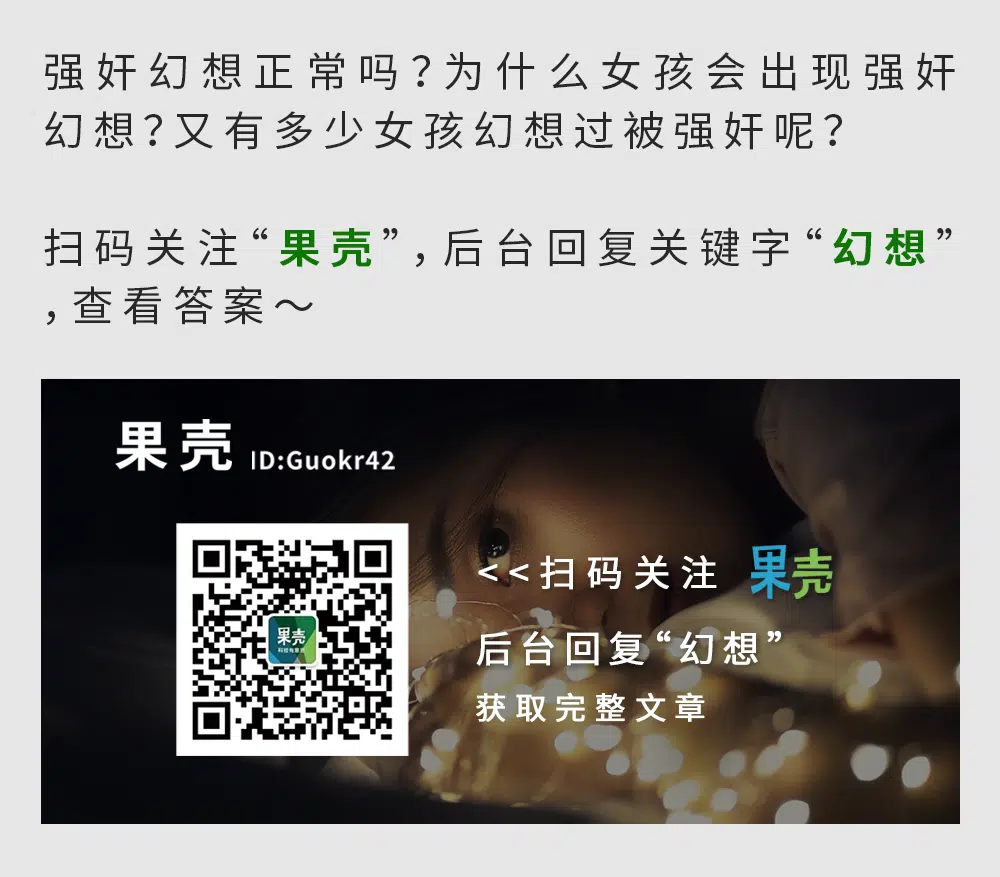 强奸幻想正常吗？为什么女孩会出现强奸
幻想？又有多少女孩幻想过被强奸呢？
扫码关注“果壳”，后台回复关键字“幻想”
，查看答案～
果壳 ID:Guokr42
果壳
科技有意思
<<扫码关注 果壳
后台回复“幻想”
获取完整文章